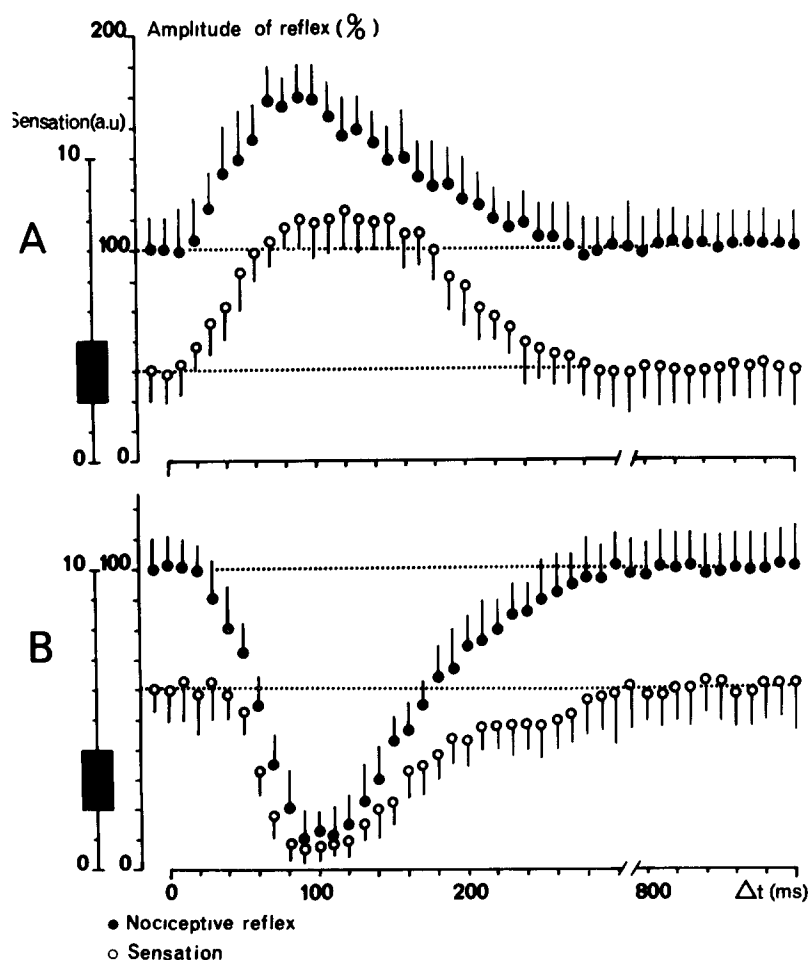 200 Amplitude of reflex (%)
Sensation (a.u)
10
A
100
0 0
10 100
B
0 0
0 100 200 800 Δt (ms)
● Nociceptive reflex
○ Sensation